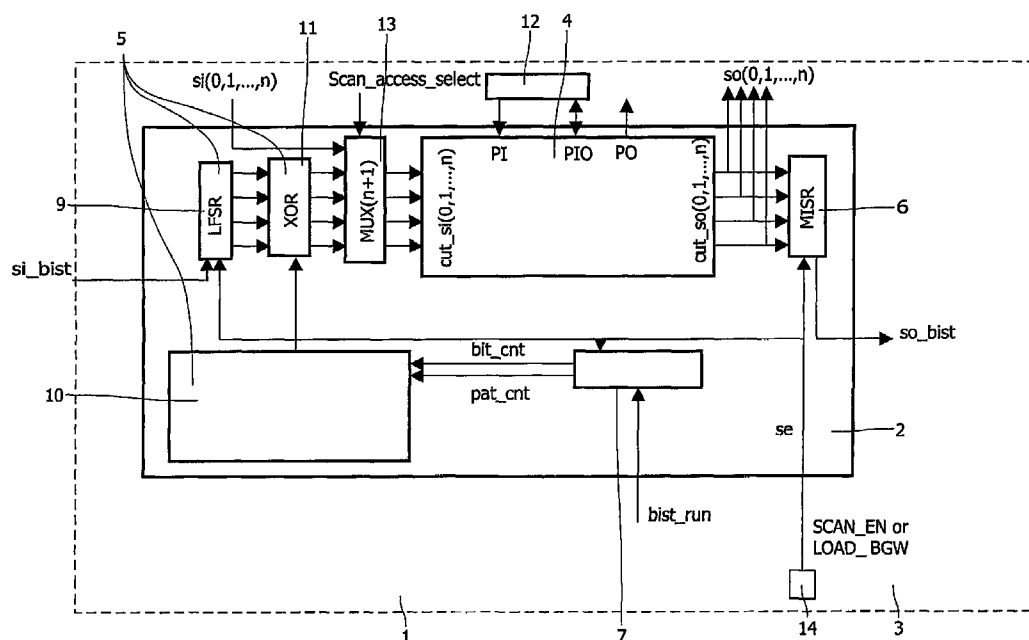 12
4
13
11
5
Scan_access_select
si(0,1,...,n)
so(0,1,...,n)
PI
PIO
PO
9
LFSR
XOR
MUX(n+1)
cut_si(0,1,...,n)
cut_so(0,1,...,n)
MISR
6
si_bist
so_bist
bit_cnt
pat_cnt
10
se
2
bist_run
SCAN_EN or
LOAD_BGW
1
7
14
3